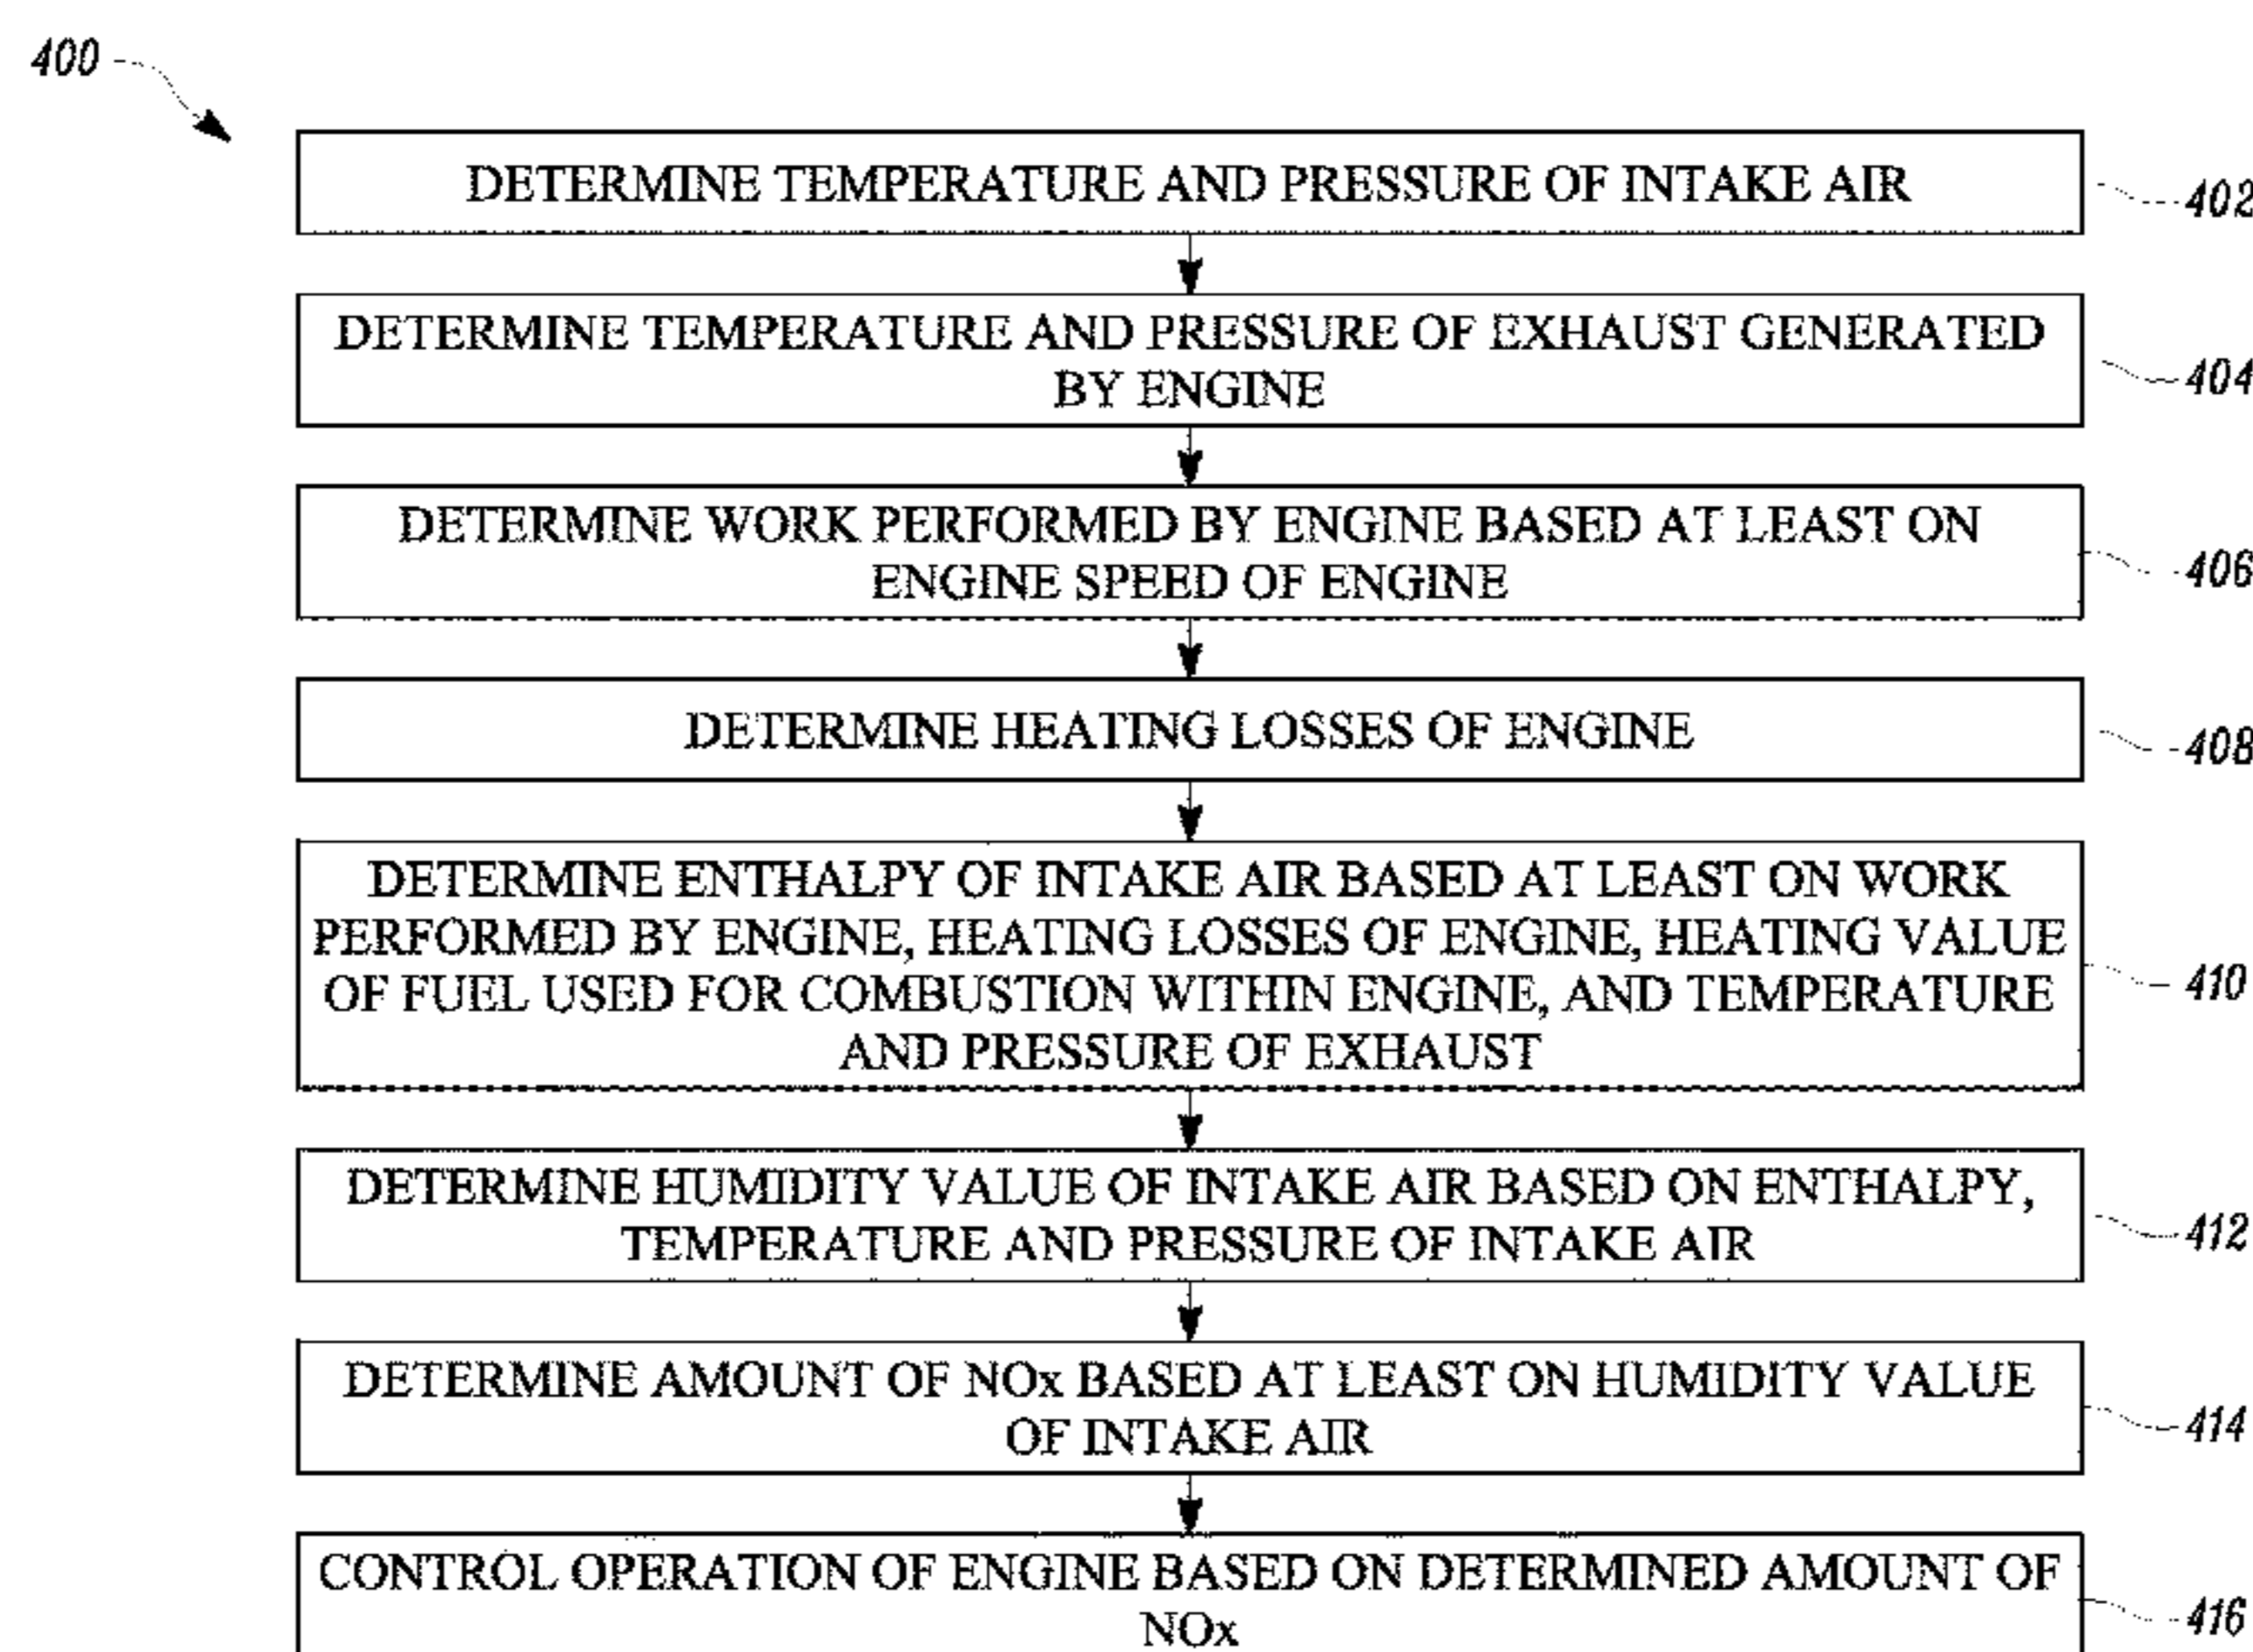 400
DETERMINE TEMPERATURE AND PRESSURE OF INTAKE AIR
402
DETERMINE TEMPERATURE AND PRESSURE OF EXHAUST GENERATED
BY ENGINE
404
DETERMINE WORK PERFORMED BY ENGINE BASED AT LEAST ON
ENGINE SPEED OF ENGINE
406
DETERMINE HEATING LOSSES OF ENGINE
408
DETERMINE ENTHALPY OF INTAKE AIR BASED AT LEAST ON WORK
PERFORMED BY ENGINE, HEATING LOSSES OF ENGINE, HEATING VALUE
OF FUEL USED FOR COMBUSTION WITHIN ENGINE, AND TEMPERATURE
AND PRESSURE OF EXHAUST
410
DETERMINE HUMIDITY VALUE OF INTAKE AIR BASED ON ENTHALPY,
TEMPERATURE AND PRESSURE OF INTAKE AIR
412
DETERMINE AMOUNT OF NOx BASED AT LEAST ON HUMIDITY VALUE
OF INTAKE AIR
414
CONTROL OPERATION OF ENGINE BASED ON DETERMINED AMOUNT OF
NOx
416